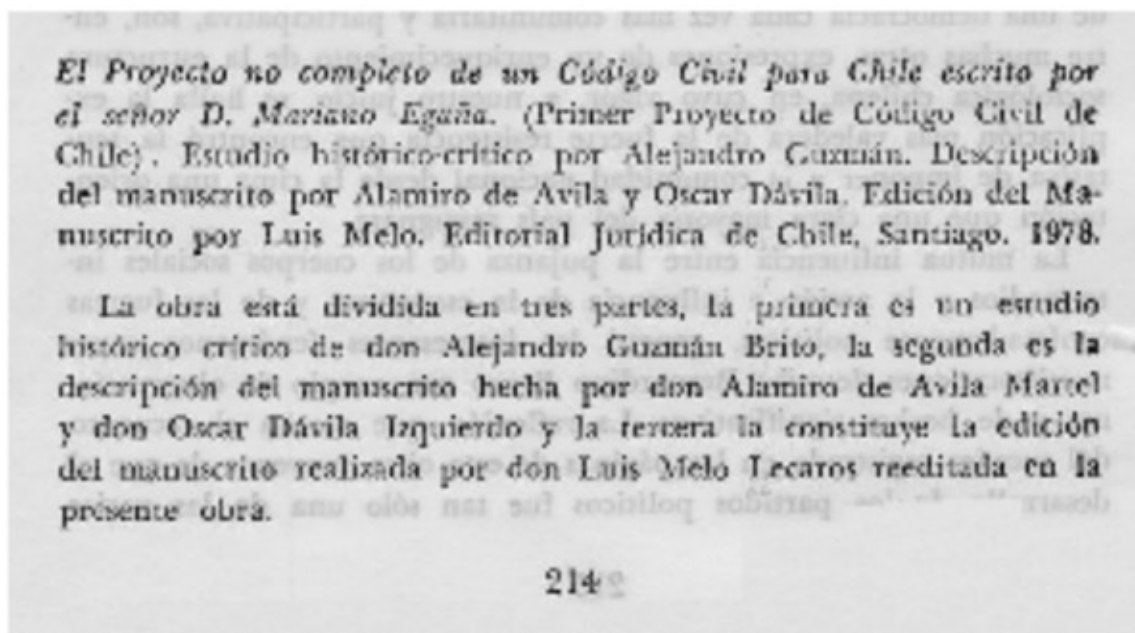 El Proyecto no completo de un Código Civil para Chile escrito por
el señor D. Mariano Egaña. (Primer Proyecto de Código Civil de
Chile). Estudio histórico-crítico por Alejandro Guzmán. Descripción
del manuscrito por Alamiro de Avila y Oscar Dávila. Edición del Ma-
nuscrito por Luis Melo. Editorial Jurídica de Chile. Santiago. 1978.
La obra está dividida en tres partes, la primera es un estudio
histórico crítico de don Alejandro Guzmán Brito, la segunda es la
descripción del manuscrito hecha por don Alamiro de Avila Martel
y don Oscar Dávila Izquierdo y la tercera la constituye la edición
del manuscrito realizada por don Luis Melo Lecaros reeditada en la
presente obra.
214